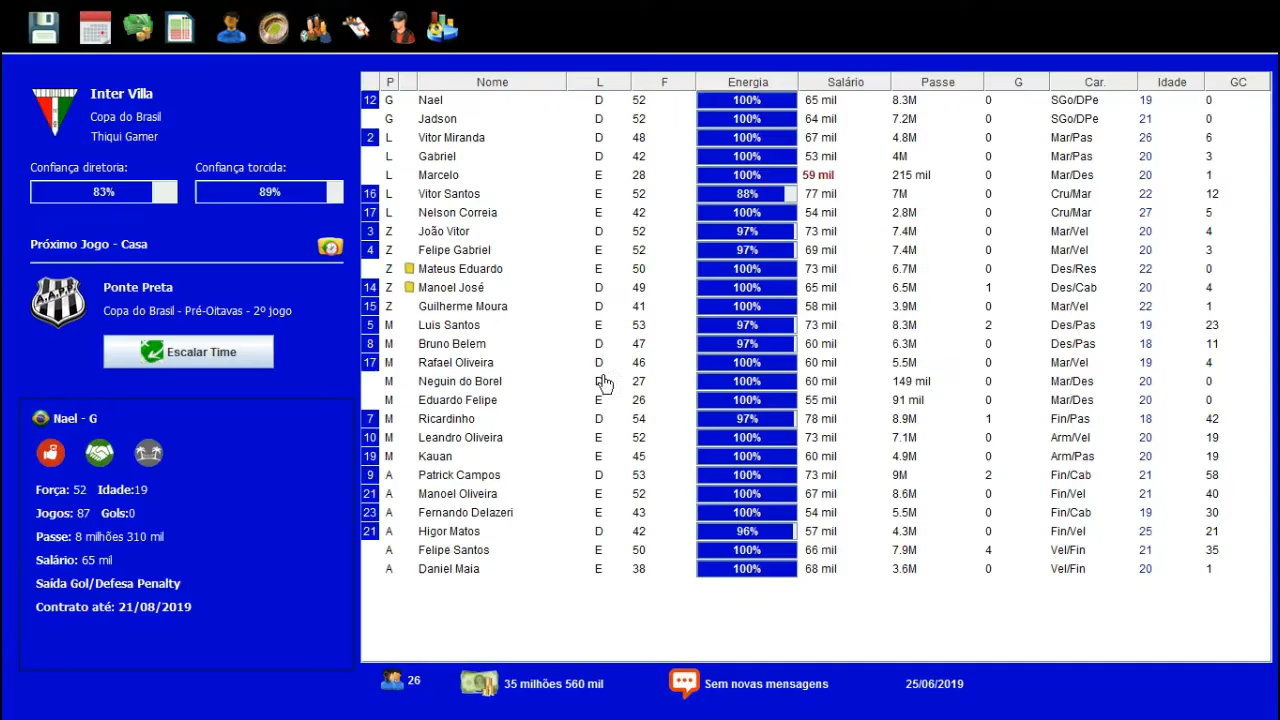 Inter Villa
Copa do Brasil
Thiqui Gamer
Confiança diretoria: Confiança torcida:
83% 89%
Próximo Jogo - Casa
Ponte Preta
Copa do Brasil - Pré-Oitavas - 2º jogo
Escalar Time
Nael - G
Força: 52 Idade:19
Jogos: 87 Gols:0
Passe: 8 milhões 310 mil
Salário: 65 mil
Saída Gol/Defesa Penalty
Contrato até: 21/08/2019
P Nome L F Energia Salário Passe G Car. Idade GC
12 G Nael D 52 100% 65 mil 8.3M 0 SGo/DPe 19 0
G Jadson D 52 100% 64 mil 7.2M 0 SGo/DPe 21 0
2 L Vitor Miranda D 48 100% 67 mil 4.8M 0 Mar/Pas 26 6
L Gabriel D 42 100% 53 mil 4M 0 Mar/Pas 20 3
L Marcelo E 28 100% 59 mil 215 mil 0 Mar/Des 20 1
16 L Vitor Santos E 52 88% 77 mil 7M 0 Cru/Mar 22 12
17 L Nelson Correia E 42 100% 54 mil 2.8M 0 Cru/Mar 27 5
3 Z João Vitor D 52 97% 73 mil 7.4M 0 Mar/Vel 20 4
4 Z Felipe Gabriel E 52 97% 69 mil 7.4M 0 Mar/Vel 20 3
Z Mateus Eduardo E 50 100% 73 mil 6.7M 0 Des/Res 22 0
14 Z Manoel José D 49 100% 65 mil 6.5M 1 Des/Cab 20 4
15 Z Guilherme Moura D 41 100% 58 mil 3.9M 0 Mar/Vel 22 1
5 M Luis Santos E 53 97% 73 mil 8.3M 2 Des/Pas 19 23
8 M Bruno Belem D 47 97% 60 mil 6.3M 0 Des/Pas 18 11
17 M Rafael Oliveira D 46 100% 60 mil 5.5M 0 Mar/Vel 19 4
M Neguin do Borel 27 100% 60 mil 149 mil 0 Mar/Des 20 0
M Eduardo Felipe E 26 100% 55 mil 91 mil 0 Mar/Des 20 0
7 M Ricardinho D 54 97% 78 mil 8.9M 1 Fin/Pas 18 42
10 M Leandro Oliveira E 52 100% 73 mil 7.1M 0 Arm/Vel 20 19
19 M Kauan E 45 100% 60 mil 4.9M 0 Arm/Pas 20 19
9 A Patrick Campos D 53 100% 73 mil 9M 2 Fin/Cab 21 58
21 A Manoel Oliveira E 52 100% 67 mil 8.6M 0 Fin/Vel 21 40
23 A Fernando Delazeri E 43 100% 54 mil 5.5M 0 Fin/Cab 19 30
21 A Higor Matos D 42 96% 57 mil 4.3M 0 Fin/Vel 25 21
A Felipe Santos E 50 100% 66 mil 7.9M 4 Vel/Fin 21 35
A Daniel Maia E 38 100% 68 mil 3.6M 0 Vel/Fin 20 1
26 35 milhões 560 mil Sem novas mensagens 25/06/2019